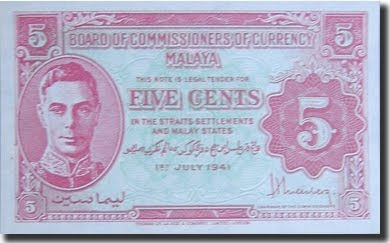 5 BOARD OF COMMISSIONERS OF CURRENCY 5
MALAYA
THIS NOTE IS LEGAL TENDER FOR
FIVE CENTS
5
IN THE STRAITS SETTLEMENTS
AND MALAY STATES
1ST JULY 1941
ليما سين
5
5